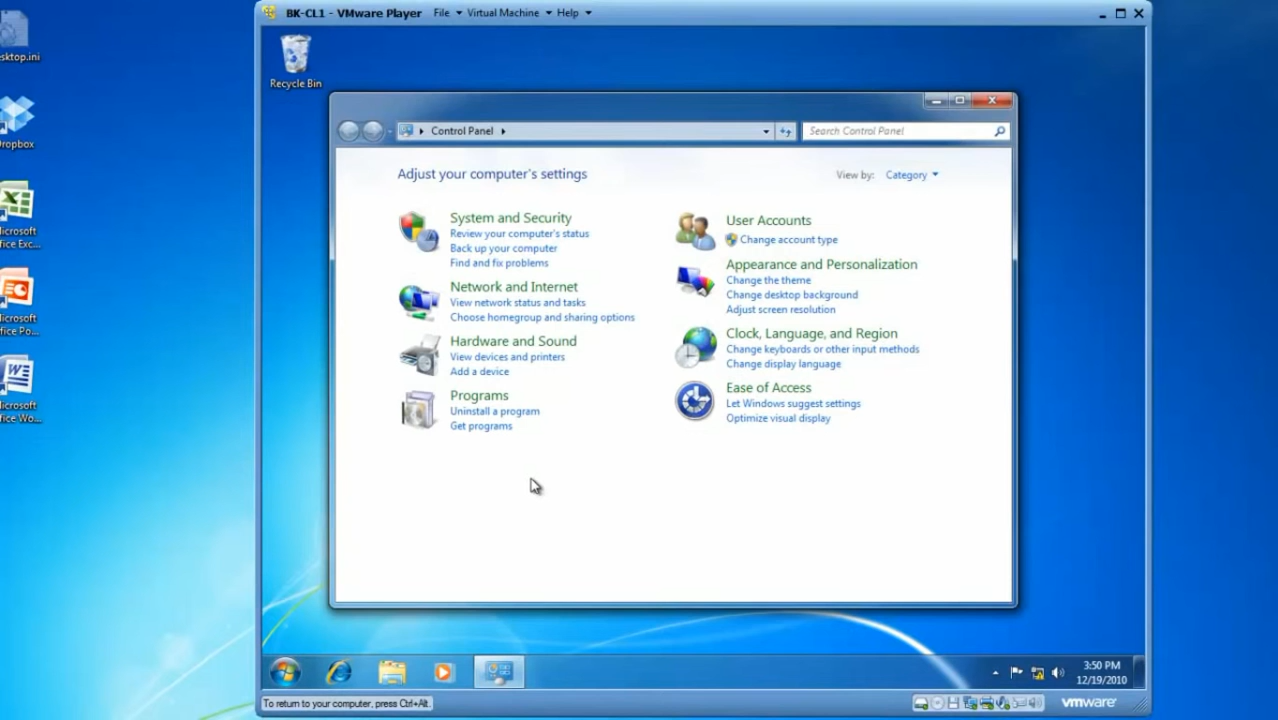 BK-CL1 - VMware Player File Virtual Machine Help
sktop.ini
Recycle Bin
Control Panel
Search Control Panel
ropbox
Adjust your computer's settings
View by: Category
System and Security
Review your computer's status
Back up your computer
Find and fix problems
Network and Internet
View network status and tasks
Choose homegroup and sharing options
Hardware and Sound
View devices and printers
Add a device
Programs
Uninstall a program
Get programs
User Accounts
Change account type
Appearance and Personalization
Change the theme
Change desktop background
Adjust screen resolution
Clock, Language, and Region
Change keyboards or other input methods
Change display language
Ease of Access
Let Windows suggest settings
Optimize visual display
icrosoft
fice Exc...
icrosoft
fice Po...
icrosoft
fice Wo...
3:50 PM
12/19/2010
To return to your computer, press Ctrl+Alt.
vmware